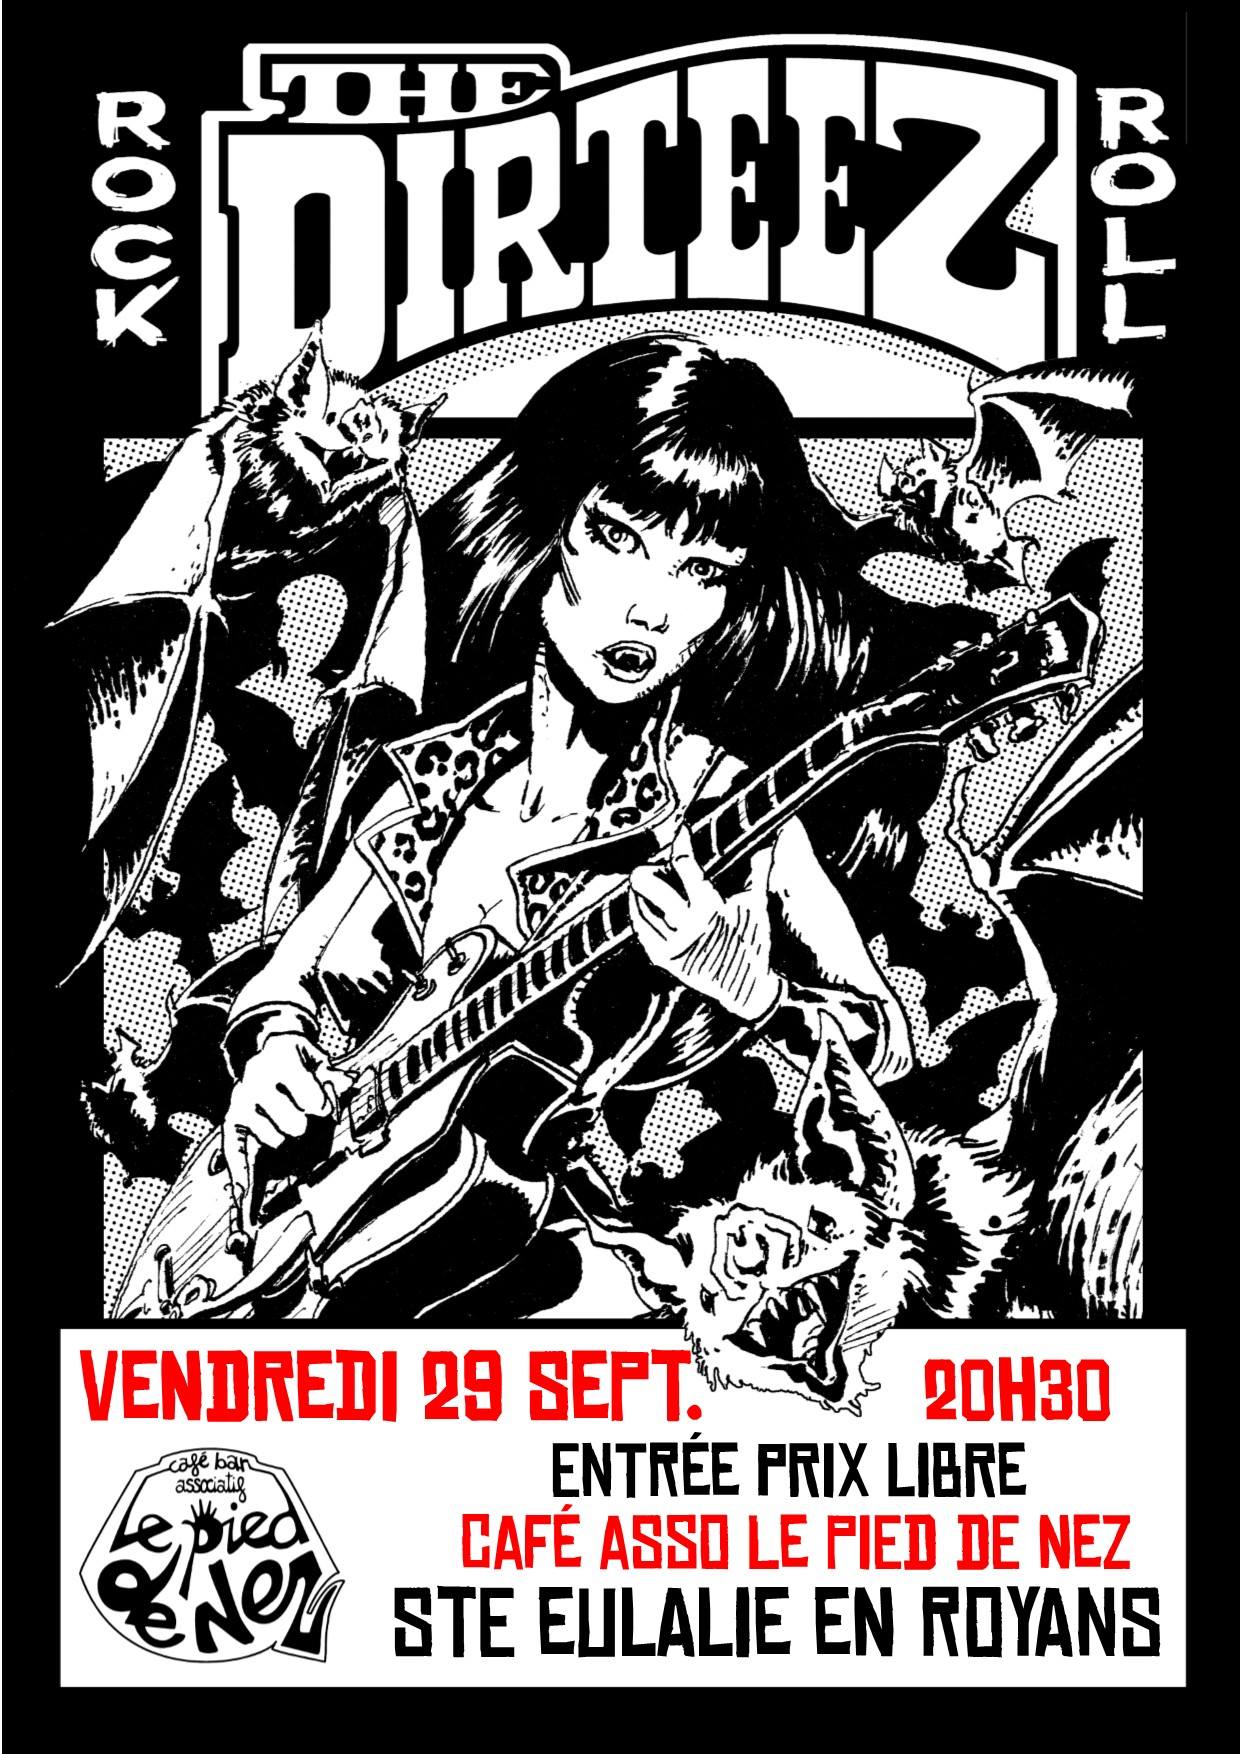 ROCK
THE
DIRTEEZ
ROLL
VENDREDI 29 SEPT.
20H30
ENTRÉE PRIX LIBRE
CAFÉ ASSO LE PIED DE NEZ
STE EULALIE EN ROYANS
café bar
associatif
Le pied
De Nez